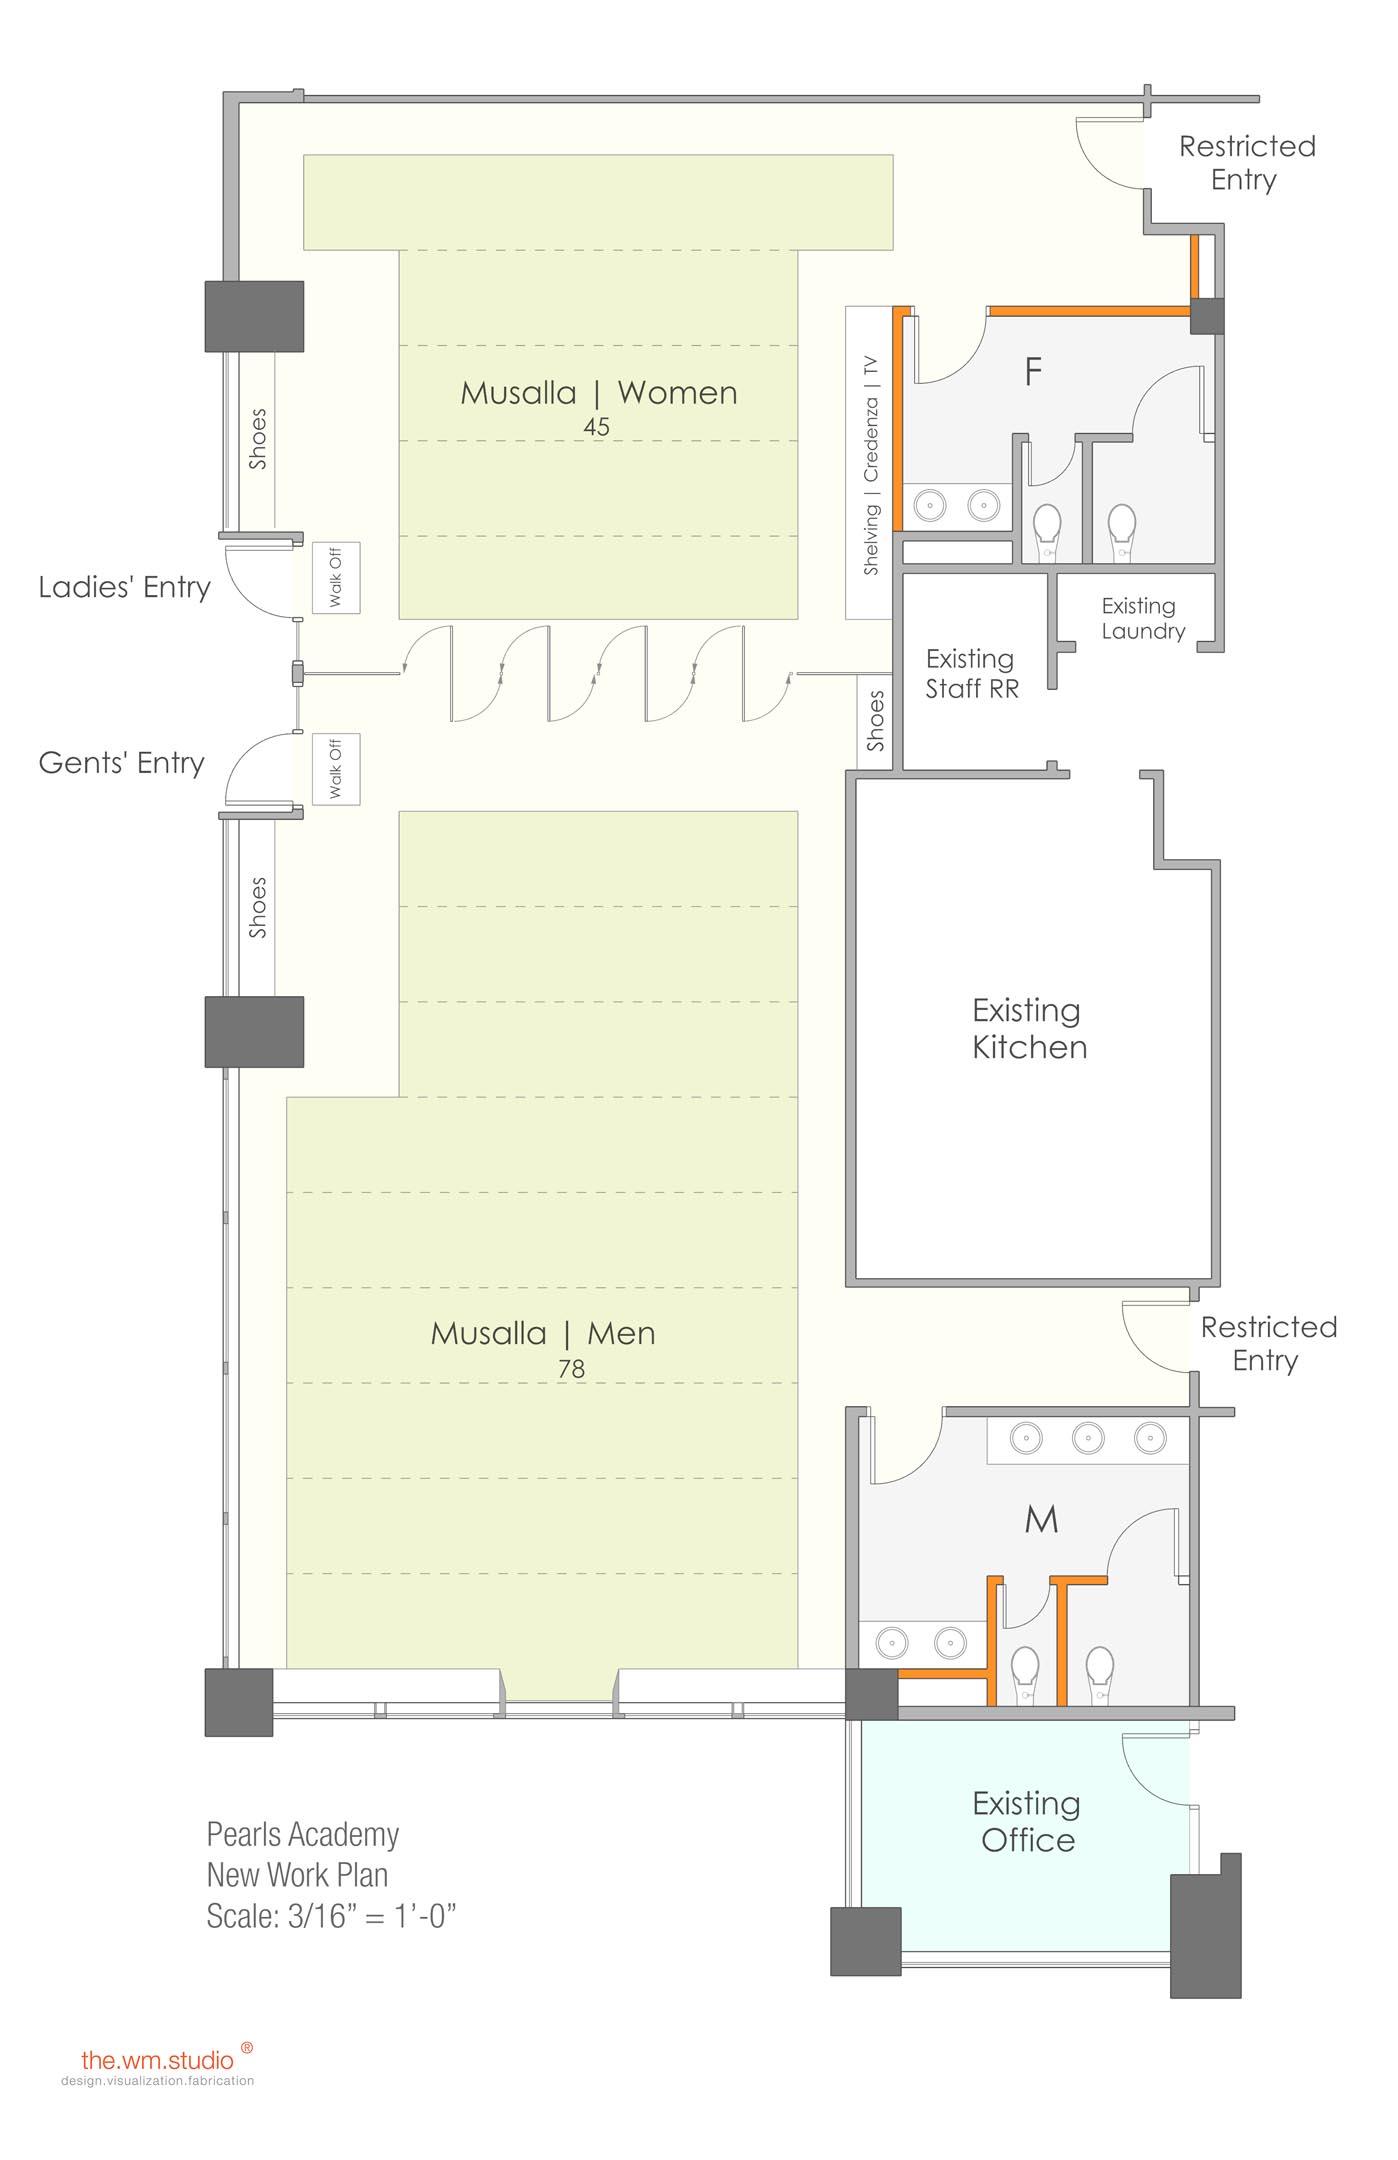 Restricted
Entry
F
Musalla | Women
45
Shelving | Credenza | TV
Shoes
Walk Off
Ladies' Entry
Existing
Laundry
Existing
Staff RR
Shoes
Gents' Entry
Walk Off
Shoes
Existing
Kitchen
Musalla | Men
78
Restricted
Entry
M
Existing
Office
Pearls Academy
New Work Plan
Scale: 3/16” = 1’-0”
the.wm.studio ®
design.visualization.fabrication